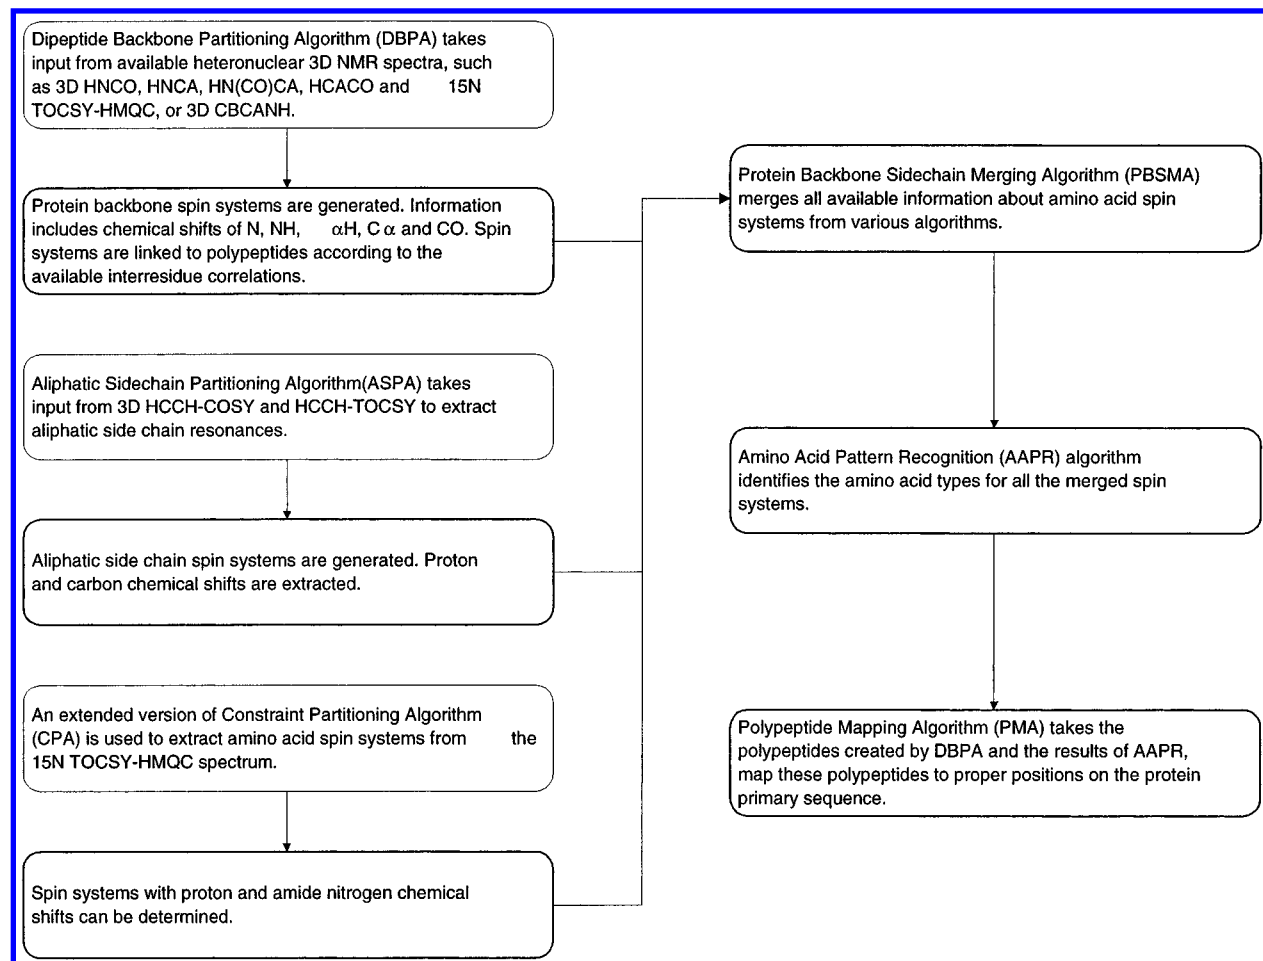 Dipeptide Backbone Partitioning Algorithm (DBPA) takes
input from available heteronuclear 3D NMR spectra, such
as 3D HNCO, HNCA, HN(CO)CA, HCACO and 15N
TOCSY-HMQC, or 3D CBCANH.
Protein backbone spin systems are generated. Information
includes chemical shifts of N, NH, αH, Cα and CO. Spin
systems are linked to polypeptides according to the
available interresidue correlations.
Aliphatic Sidechain Partitioning Algorithm(ASPA) takes
input from 3D HCCH-COSY and HCCH-TOCSY to extract
aliphatic side chain resonances.
Aliphatic side chain spin systems are generated. Proton
and carbon chemical shifts are extracted.
An extended version of Constraint Partitioning Algorithm
(CPA) is used to extract amino acid spin systems from the
15N TOCSY-HMQC spectrum.
Spin systems with proton and amide nitrogen chemical
shifts can be determined.
Protein Backbone Sidechain Merging Algorithm (PBSMA)
merges all available information about amino acid spin
systems from various algorithms.
Amino Acid Pattern Recognition (AAPR) algorithm
identifies the amino acid types for all the merged spin
systems.
Polypeptide Mapping Algorithm (PMA) takes the
polypeptides created by DBPA and the results of AAPR,
map these polypeptides to proper positions on the protein
primary sequence.